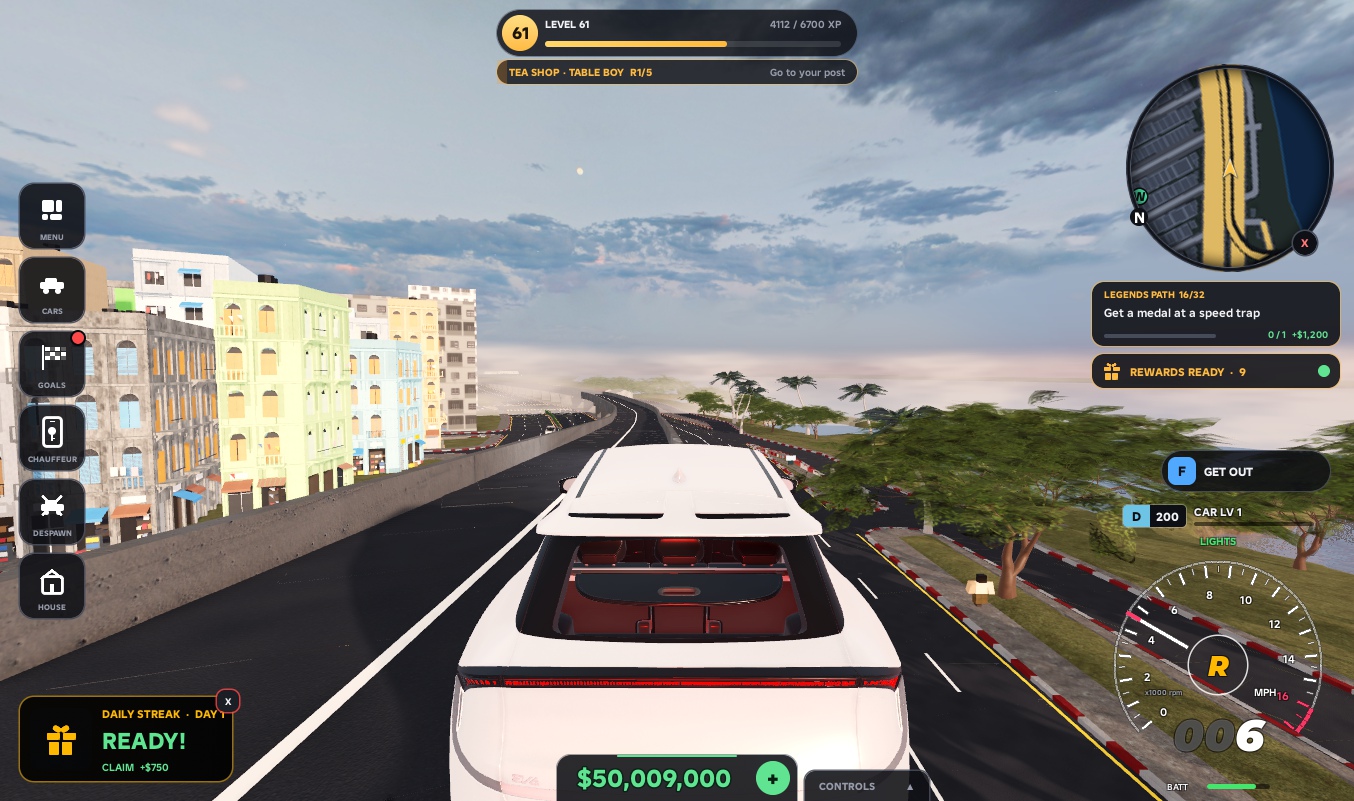 61
LEVEL 61
4112 / 6700 XP
TEA SHOP · TABLE BOY R1/5
Go to your post
W
N
X
LEGENDS PATH 16/32
Get a medal at a speed trap
0 / 1 +$1,200
REWARDS READY · 9
MENU
CARS
GOALS
CHAUFFEUR
DESPAWN
HOUSE
F GET OUT
D 200 CAR LV 1
LIGHTS
0
2
4
6
8
10
12
14
16
x1000 rpm
R
MPH
006
BATT
X
DAILY STREAK · DAY 1
READY!
CLAIM +$750
$50,009,000
+
CONTROLS ▲